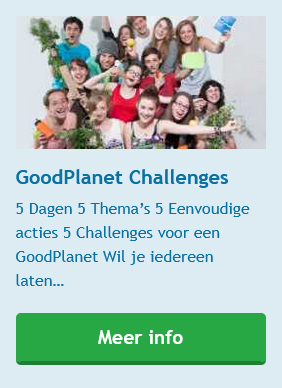 GoodPlanet Challenges
5 Dagen 5 Thema’s 5 Eenvoudige
acties 5 Challenges voor een
GoodPlanet Wil je iedereen
laten…
Meer info